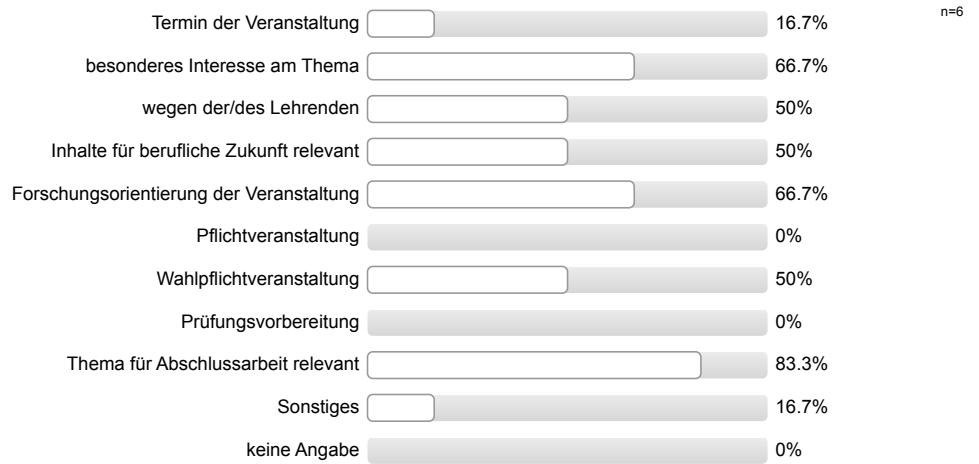 n=6
Termin der Veranstaltung 16.7%
besonderes Interesse am Thema 66.7%
wegen der/des Lehrenden 50%
Inhalte für berufliche Zukunft relevant 50%
Forschungsorientierung der Veranstaltung 66.7%
Pflichtveranstaltung 0%
Wahlpflichtveranstaltung 50%
Prüfungsvorbereitung 0%
Thema für Abschlussarbeit relevant 83.3%
Sonstiges 16.7%
keine Angabe 0%